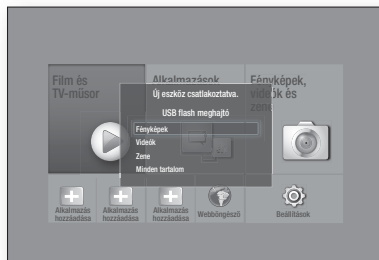 Film és
TV-műsor
Alkalmazások
Fényképek,
videók és
zene
Új eszköz csatlakoztatva.
USB flash meghajtó
Fényképek
Videók
Zene
Minden tartalom
Alkalmazás
hozzáadása
Alkalmazás
hozzáadása
Alkalmazás
hozzáadása
Webböngésző
Beállítások